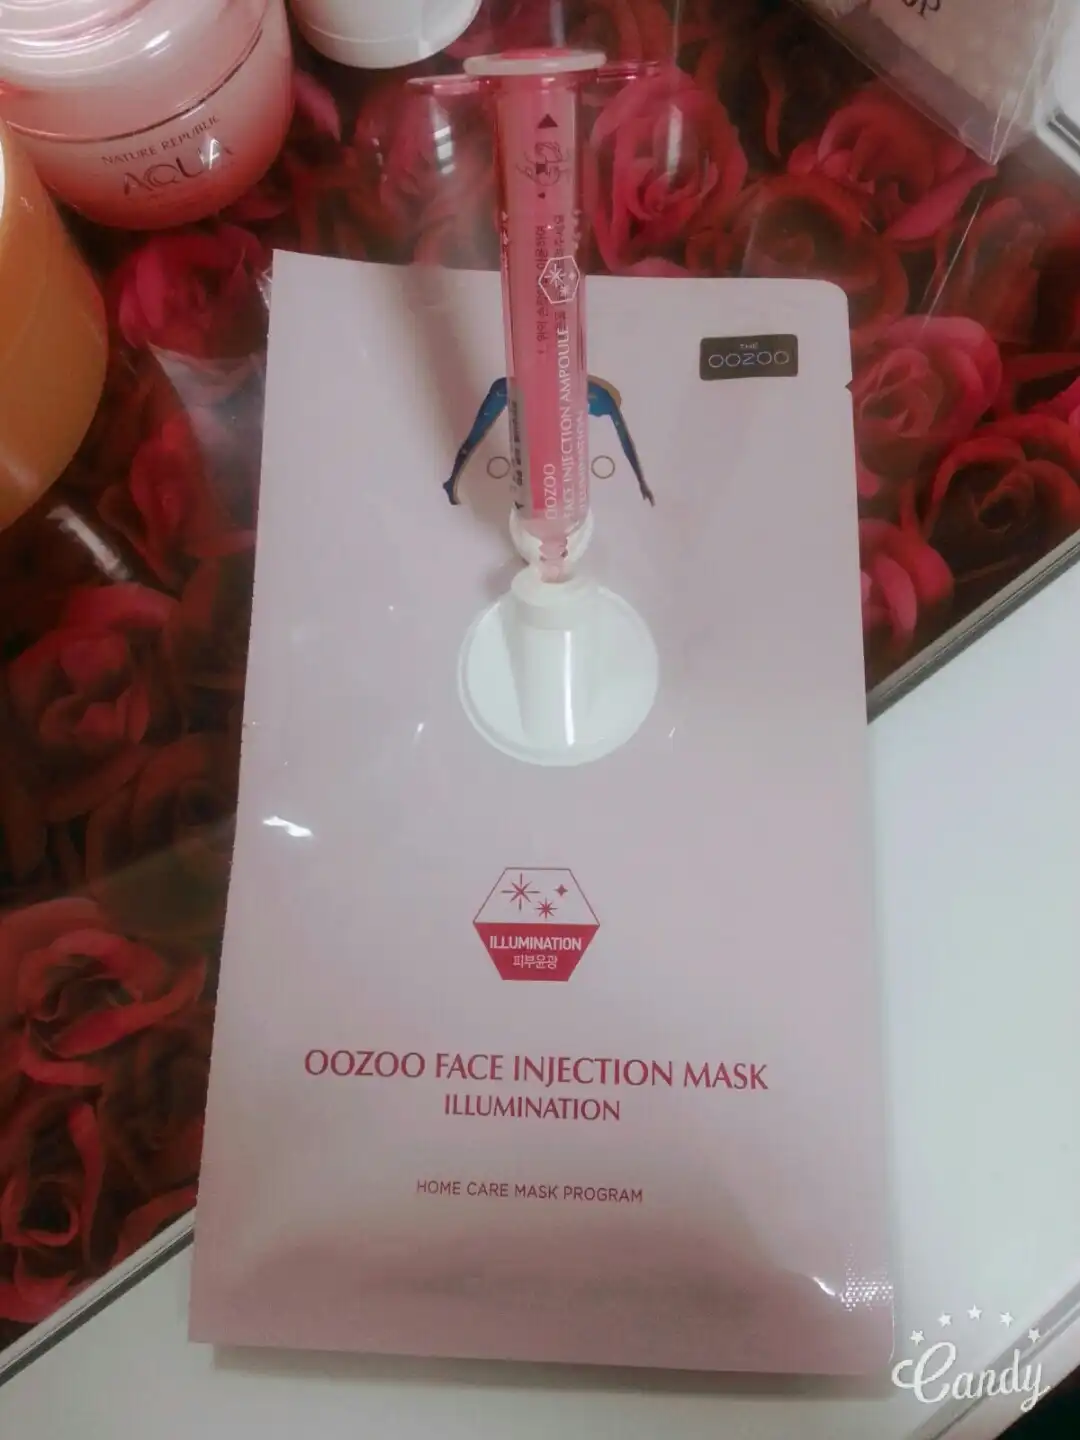 NATURE REPUBLIC
AQUA
THE
OOZOO
OOZOO
FACE INJECTION AMPOULE
ILLUMINATION
ILLUMINATION
피부윤광
OOZOO FACE INJECTION MASK
ILLUMINATION
HOME CARE MASK PROGRAM
Candy